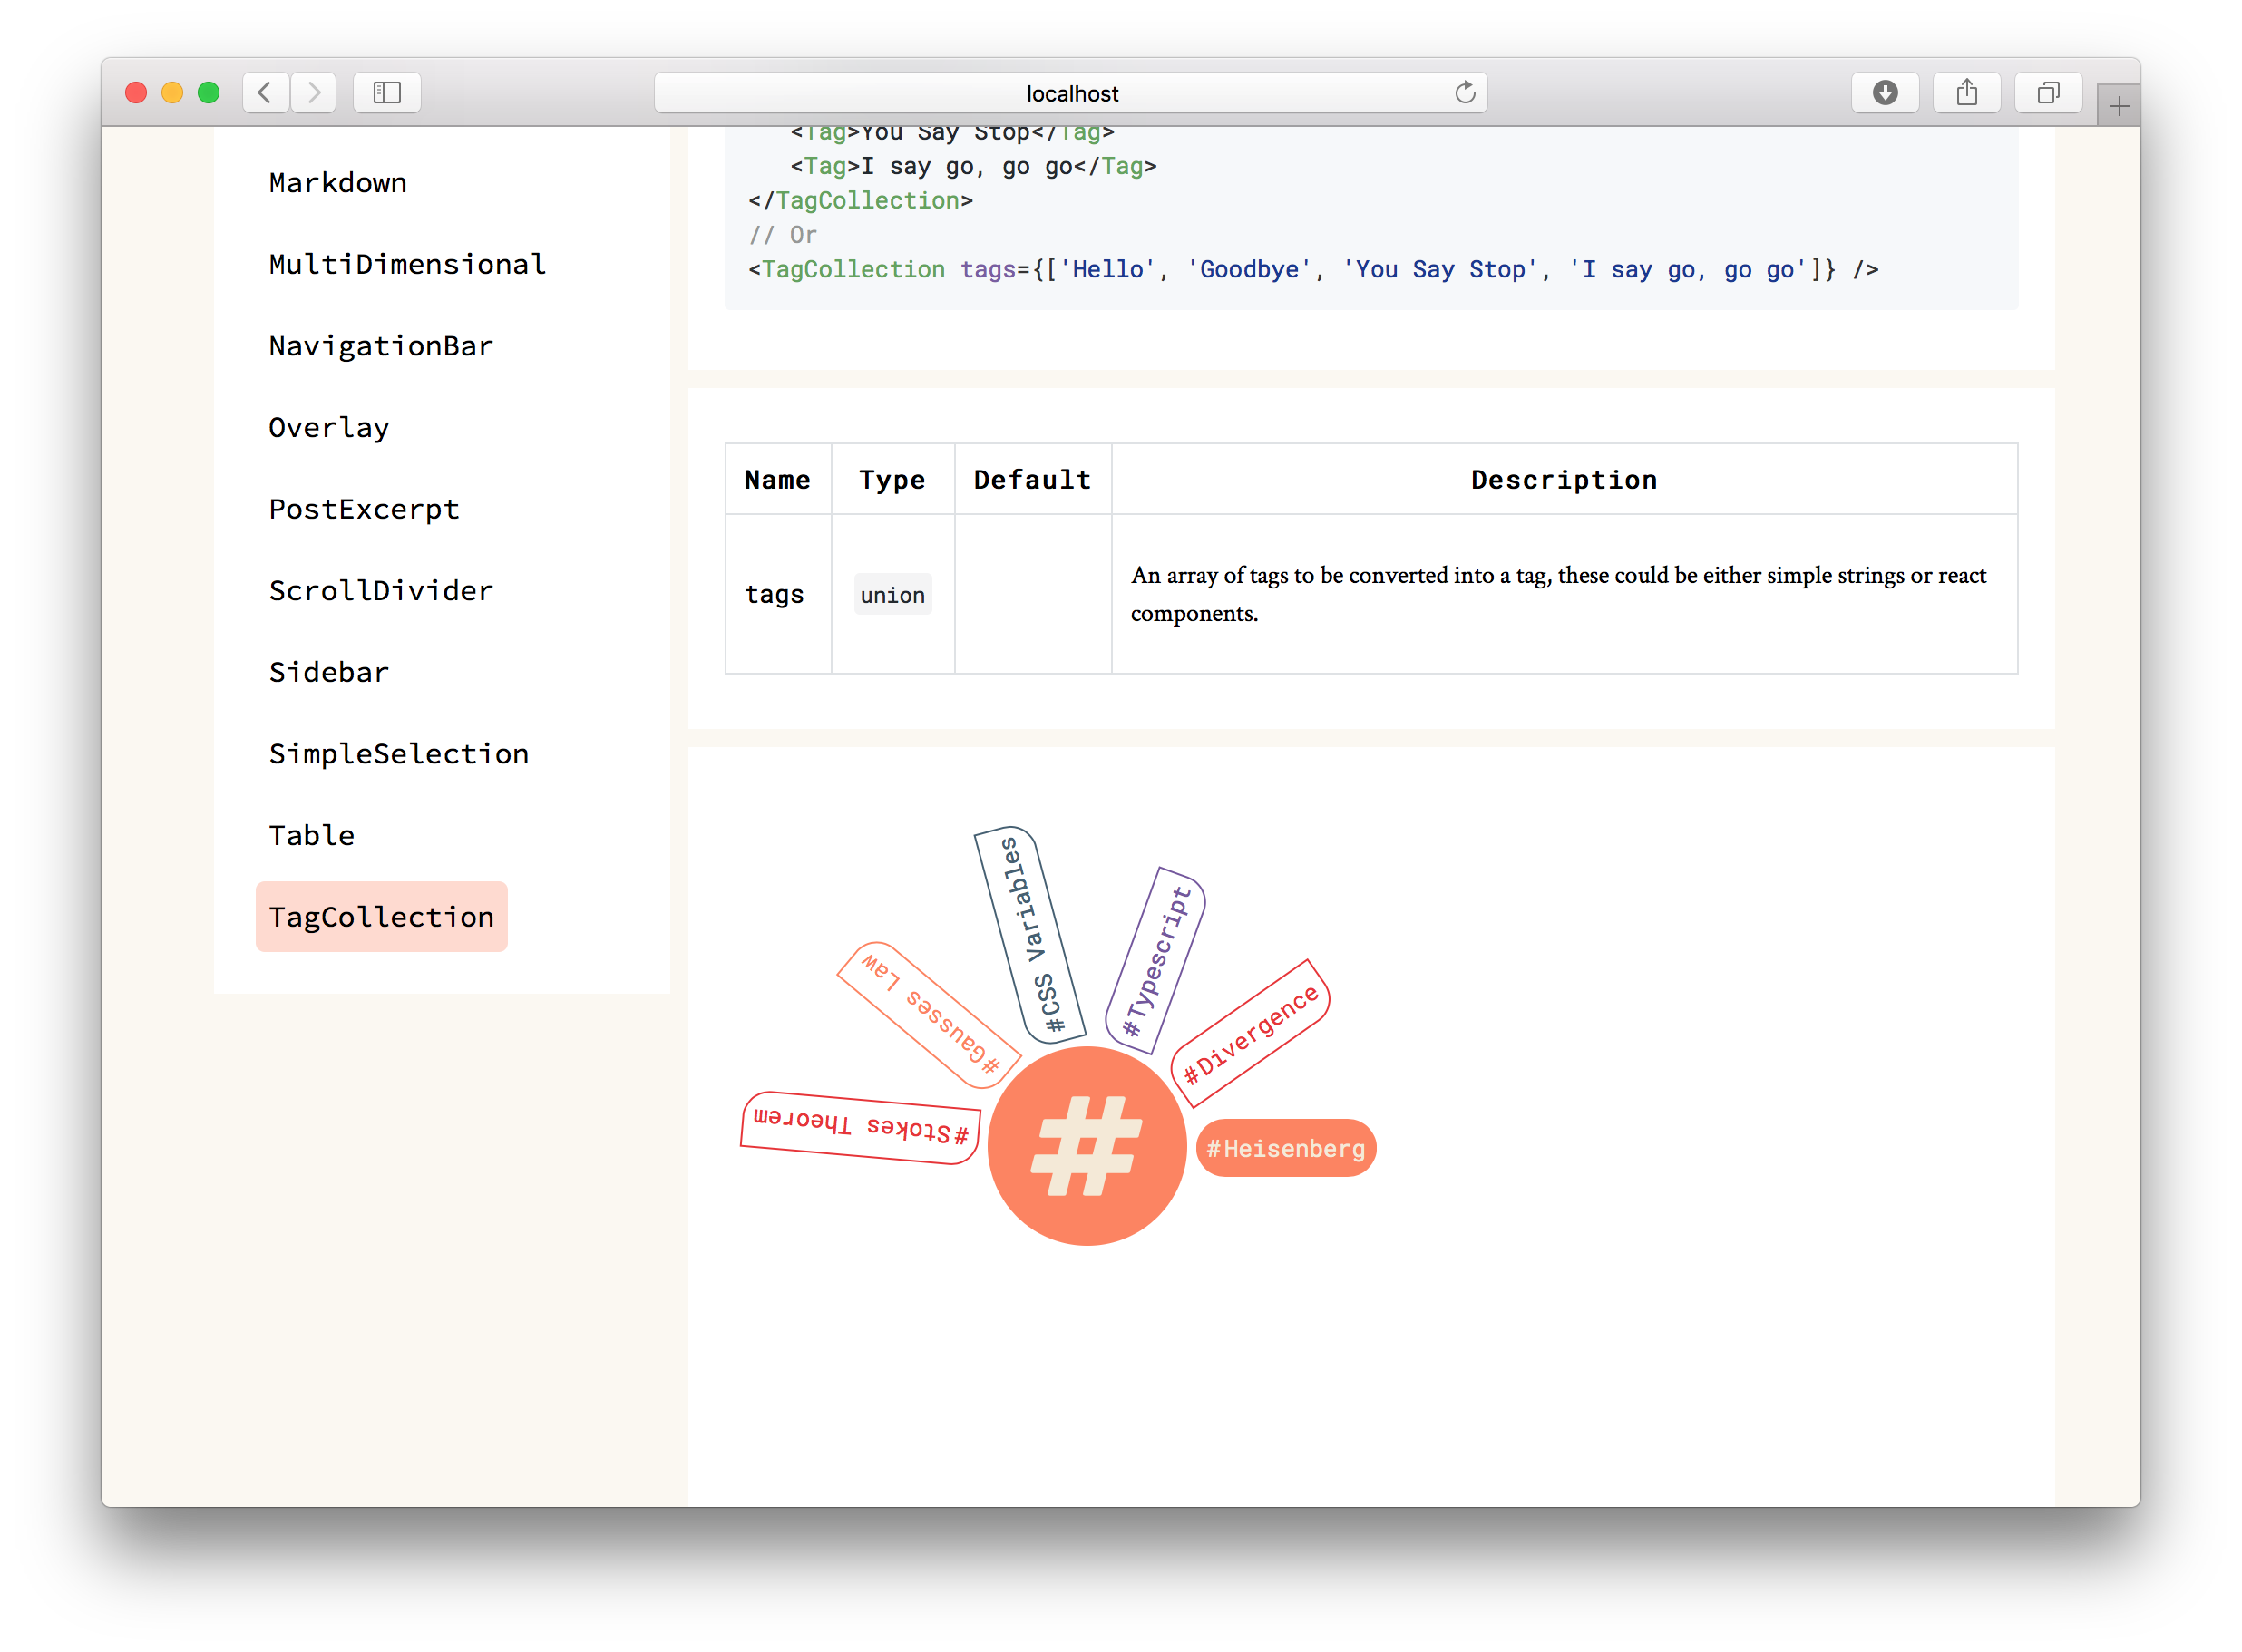 localhost
Markdown
MultiDimensional
NavigationBar
Overlay
PostExcerpt
ScrollDivider
Sidebar
SimpleSelection
Table
TagCollection
<Tag>You Say Stop</Tag>
<Tag>I say go, go go</Tag>
</TagCollection>
// Or
<TagCollection tags={['Hello', 'Goodbye', 'You Say Stop', 'I say go, go go']} />
Name Type Default Description
tags union An array of tags to be converted into a tag, these could be either simple strings or react
components.
#Stokes Theorem
#Gausses Law
#CSS Variables
#Typescript
#Divergence
#Heisenberg
#